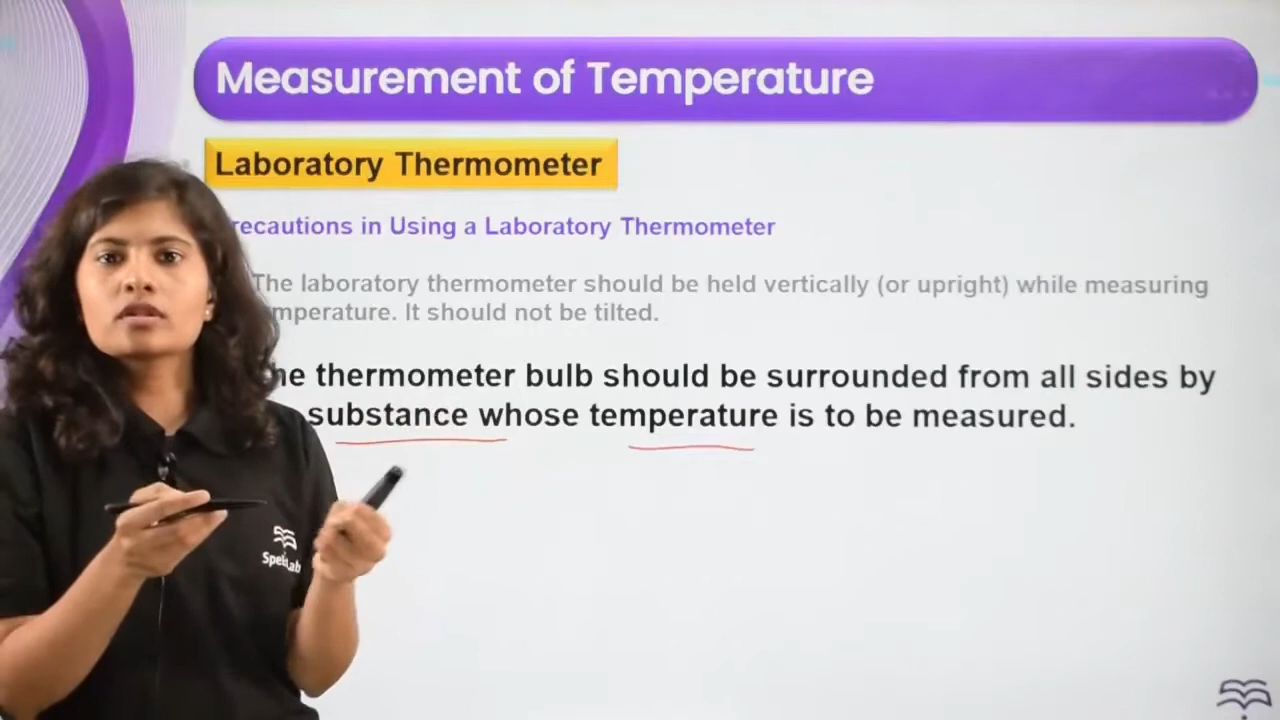 Measurement of Temperature
Laboratory Thermometer
recautions in Using a Laboratory Thermometer
The laboratory thermometer should be held vertically (or upright) while measuring
mperature. It should not be tilted.
he thermometer bulb should be surrounded from all sides by
substance whose temperature is to be measured.